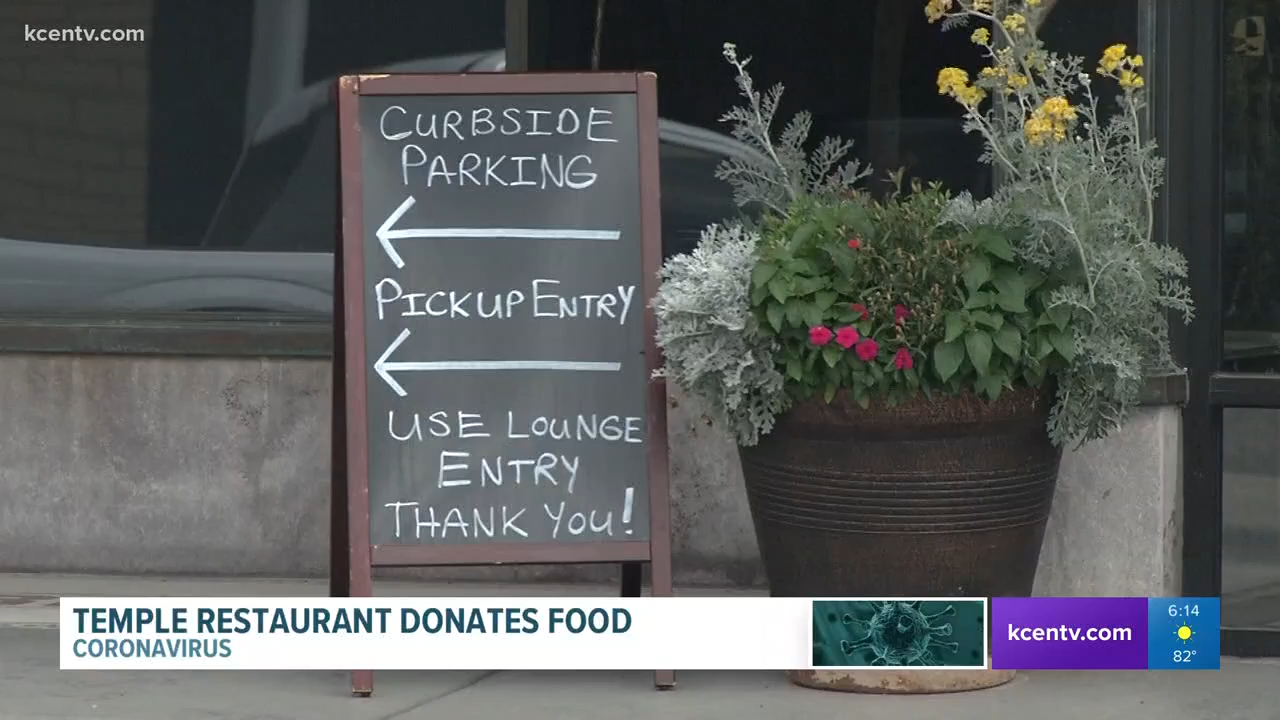 kcentv.com
CURBSIDE
PARKING
PICKUP ENTRY
USE LOUNGE
ENTRY
THANK YOU!
TEMPLE RESTAURANT DONATES FOOD
CORONAVIRUS
kcentv.com
6:14
82°